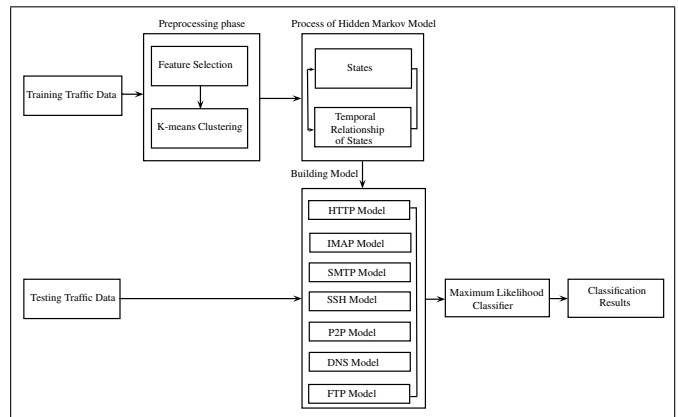 Preprocessing phase
Process of Hidden Markov Model
Feature Selection
States
Training Traffic Data
K-means Clustering
Temporal
Relationship
of States
Building Model
HTTP Model
IMAP Model
SMTP Model
Testing Traffic Data
SSH Model
Maximum Likelihood
Classifier
Classification
Results
P2P Model
DNS Model
FTP Model